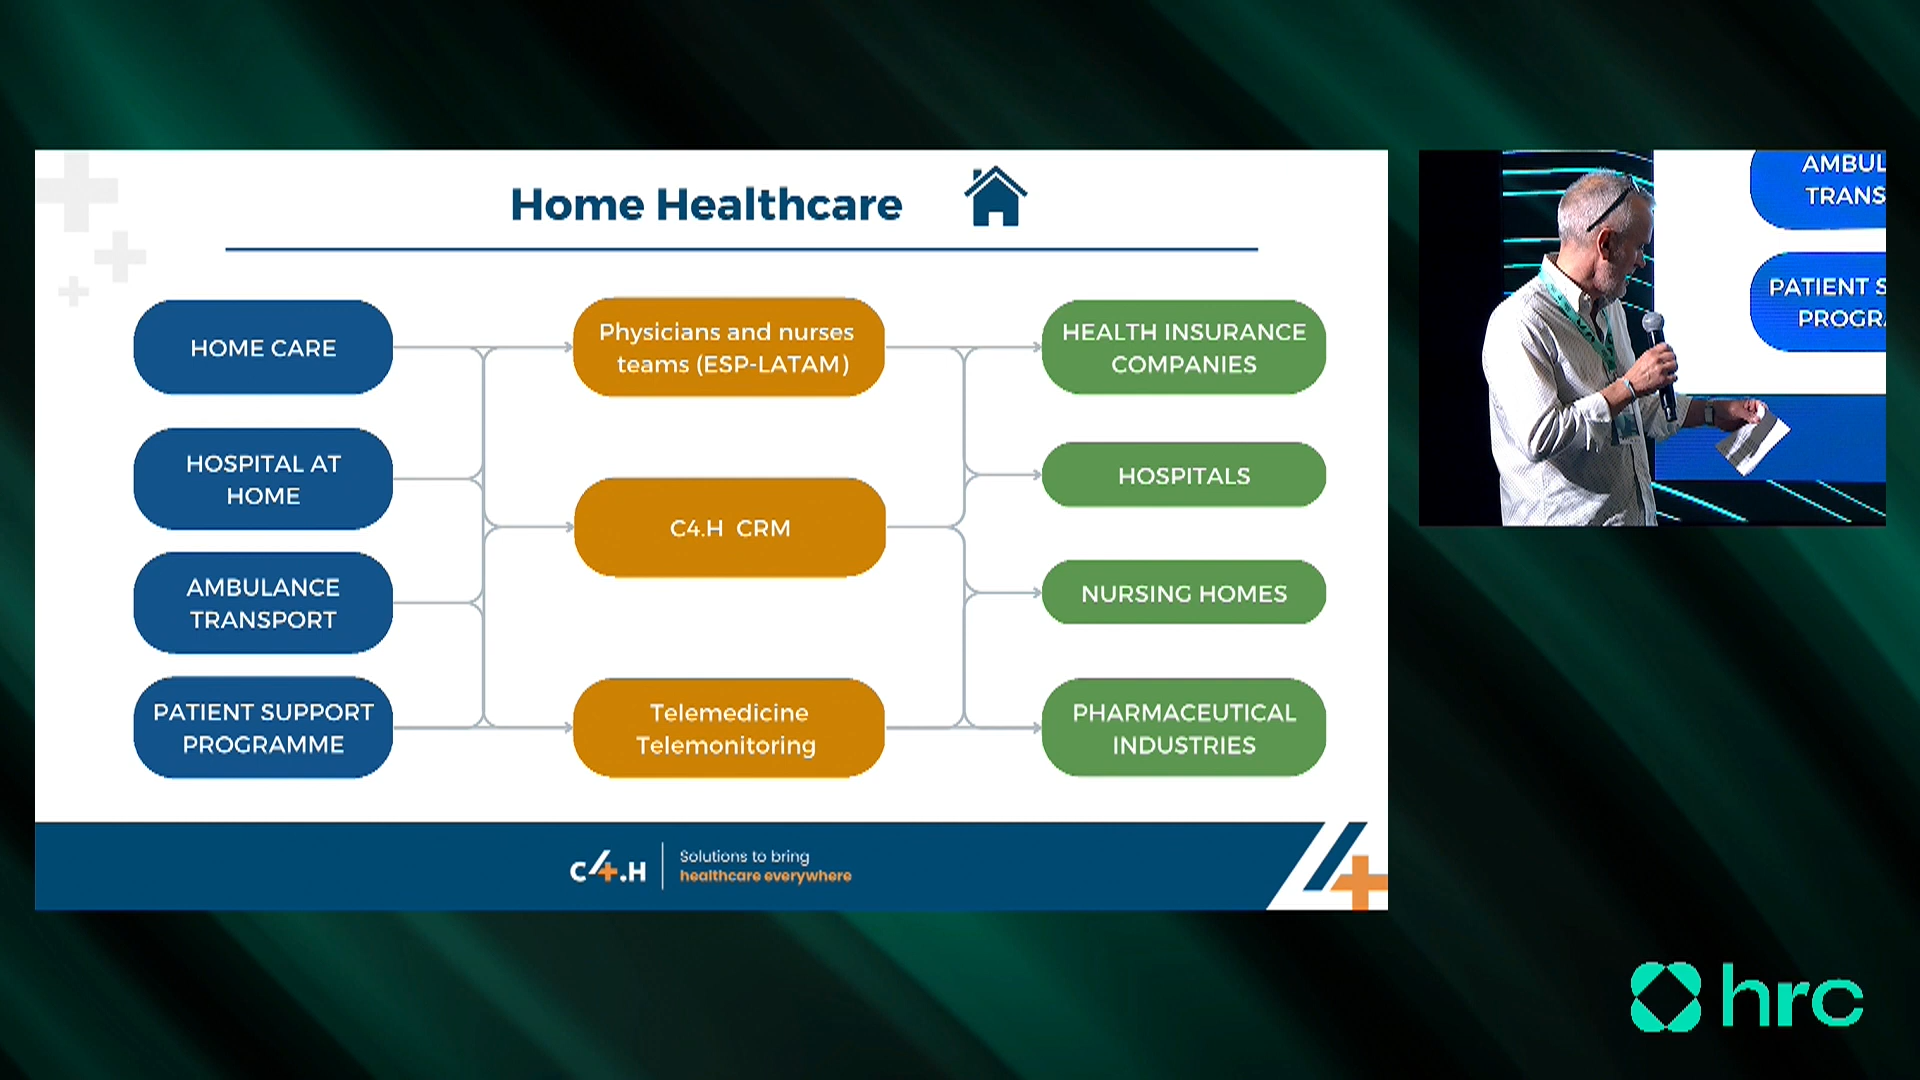 Home Healthcare
HOME CARE
HOSPITAL AT
HOME
AMBULANCE
TRANSPORT
PATIENT SUPPORT
PROGRAMME
Physicians and nurses
teams (ESP-LATAM)
C4.H CRM
Telemedicine
Telemonitoring
HEALTH INSURANCE
COMPANIES
HOSPITALS
NURSING HOMES
PHARMACEUTICAL
INDUSTRIES
C4.H
Solutions to bring
healthcare everywhere
4
AMBUL
TRANS
PATIENT S
PROGRA
hrc